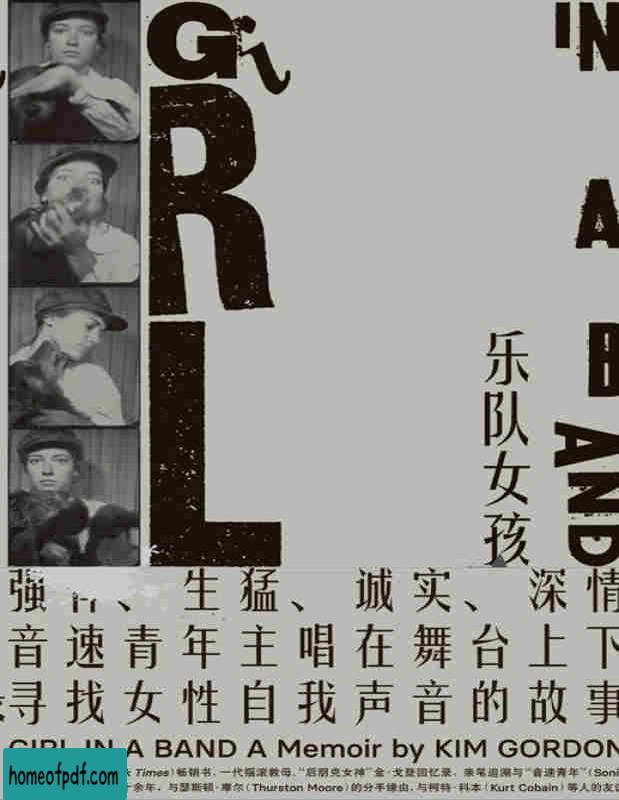 GIRL
IN
A
BAND
乐队女孩
强 、生猛、诚实、深情
音速青年主唱在舞台上下
寻找女性自我声音的故事
GIRL IN A BAND A Memoir by KIM GORDON
Times) 畅销书，一代摇滚教母、“后朋克女神”金·戈登回忆录，亲笔追溯与“音速青年”(Soni
十余年，与瑟斯顿·摩尔 (Thurston Moore) 的分手缘由，与柯特·科本 (Kurt Cobain) 等人的友谊
homeofpdf.com